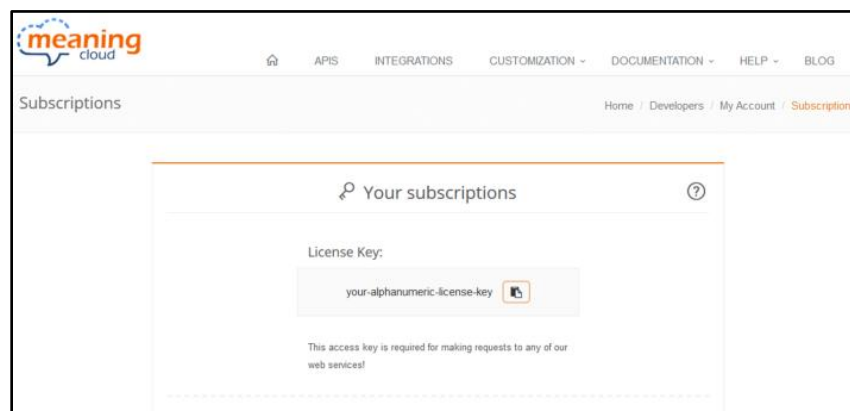 meaning
cloud
APIS INTEGRATIONS CUSTOMIZATION DOCUMENTATION HELP BLOG
Subscriptions Home / Developers / My Account / Subscription
Your subscriptions
License Key:
your-alphanumeric-license-key
This access key is required for making requests to any of our
web services!